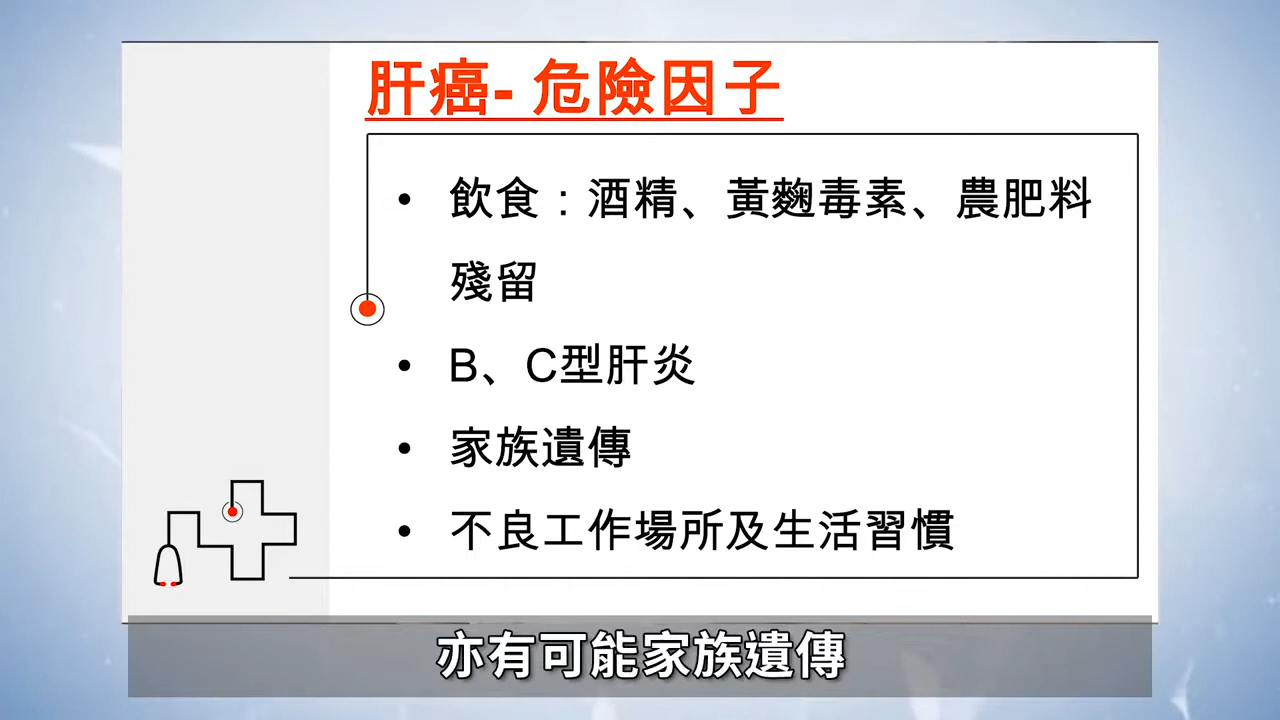 肝癌- 危險因子
• 飲食：酒精、黃麴毒素、農肥料
殘留
• B、C型肝炎
• 家族遺傳
• 不良工作場所及生活習慣
亦有可能家族遺傳